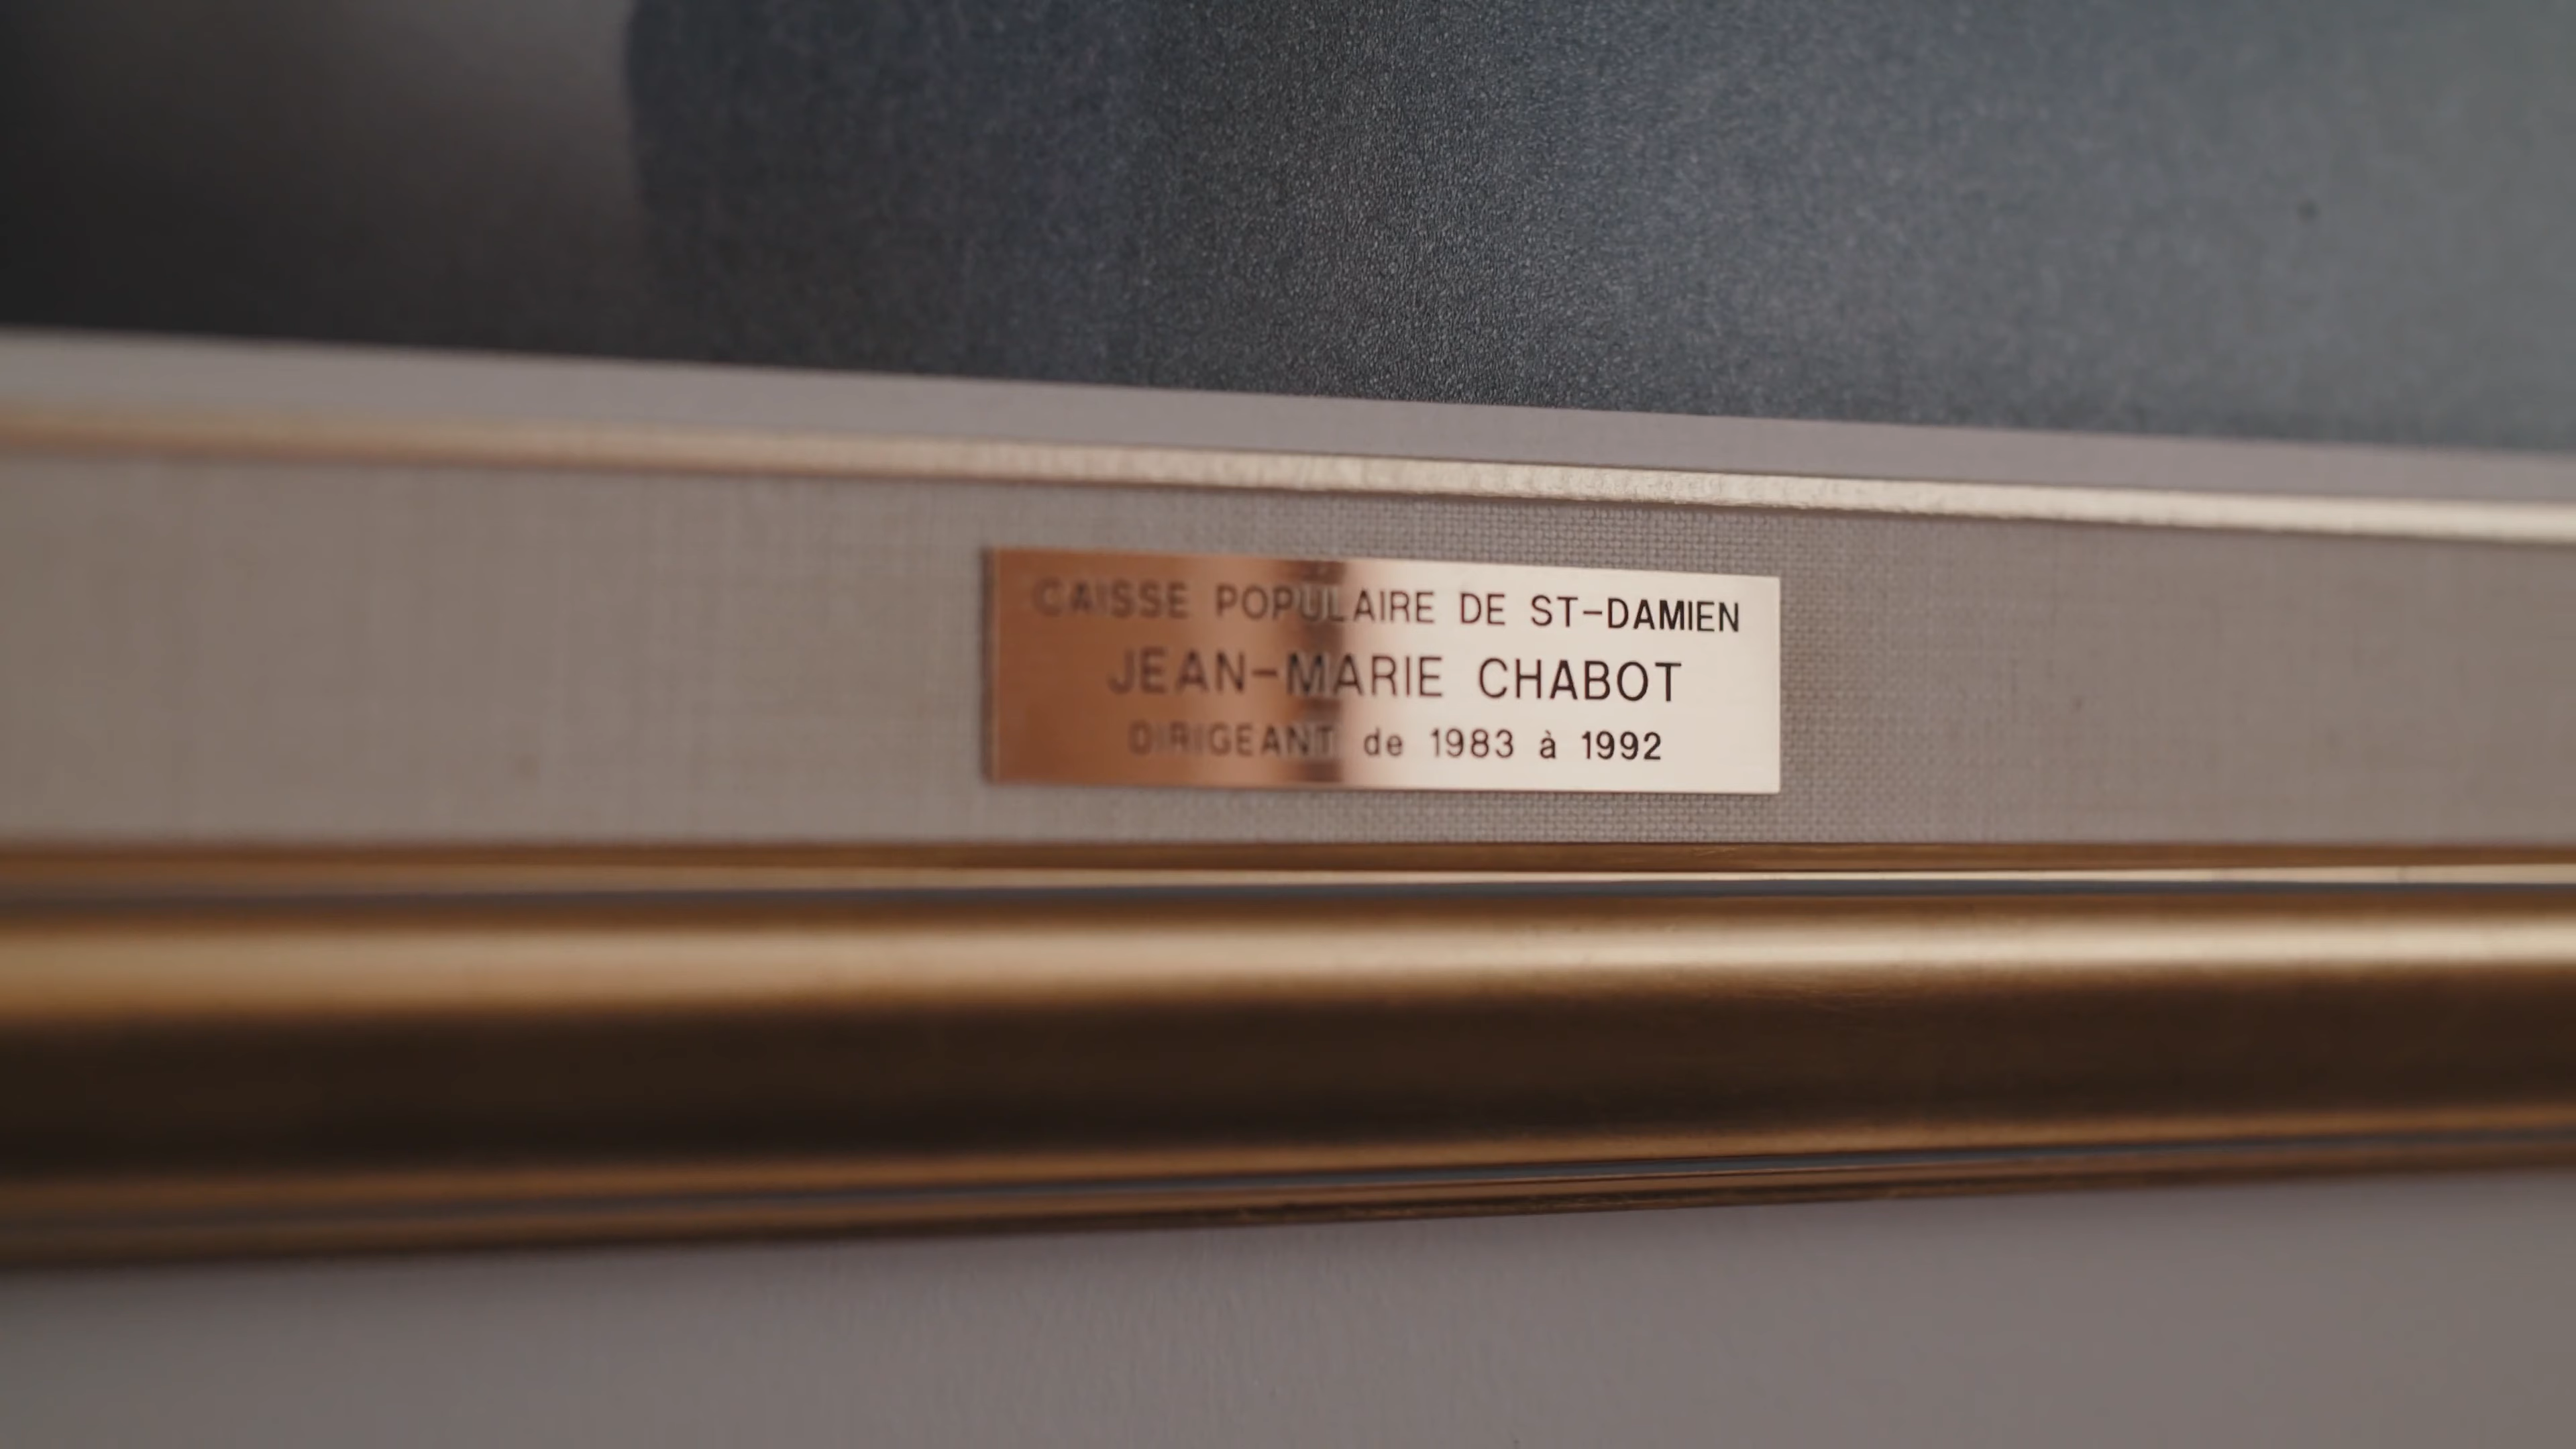 CAISSE POPULAIRE DE ST-DAMIEN
JEAN-MARIE CHABOT
DIRIGEANT de 1983 à 1992